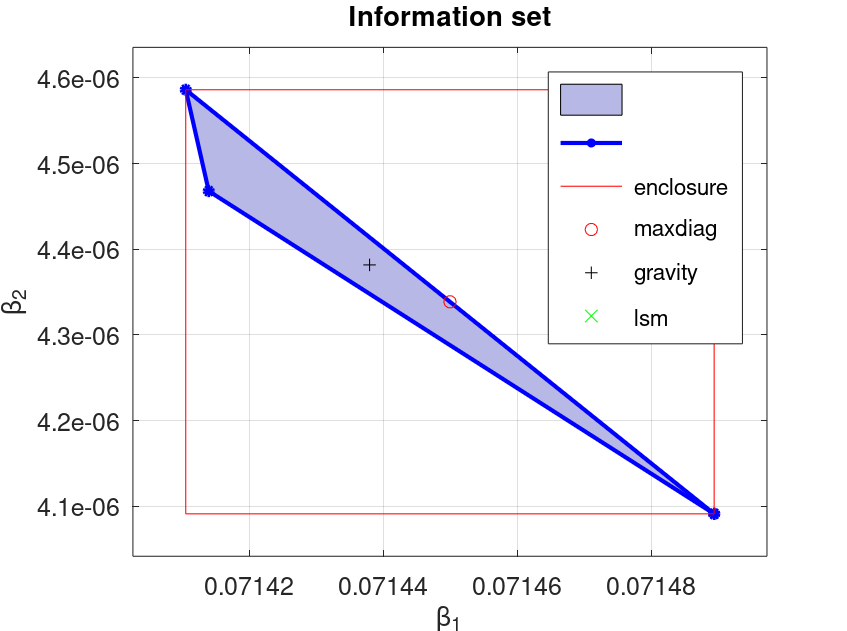 Information set
4.6e-06
4.5e-06
4.4e-06
4.3e-06
4.2e-06
4.1e-06
β2
enclosure
maxdiag
gravity
lsm
0.07142 0.07144 0.07146 0.07148
β1